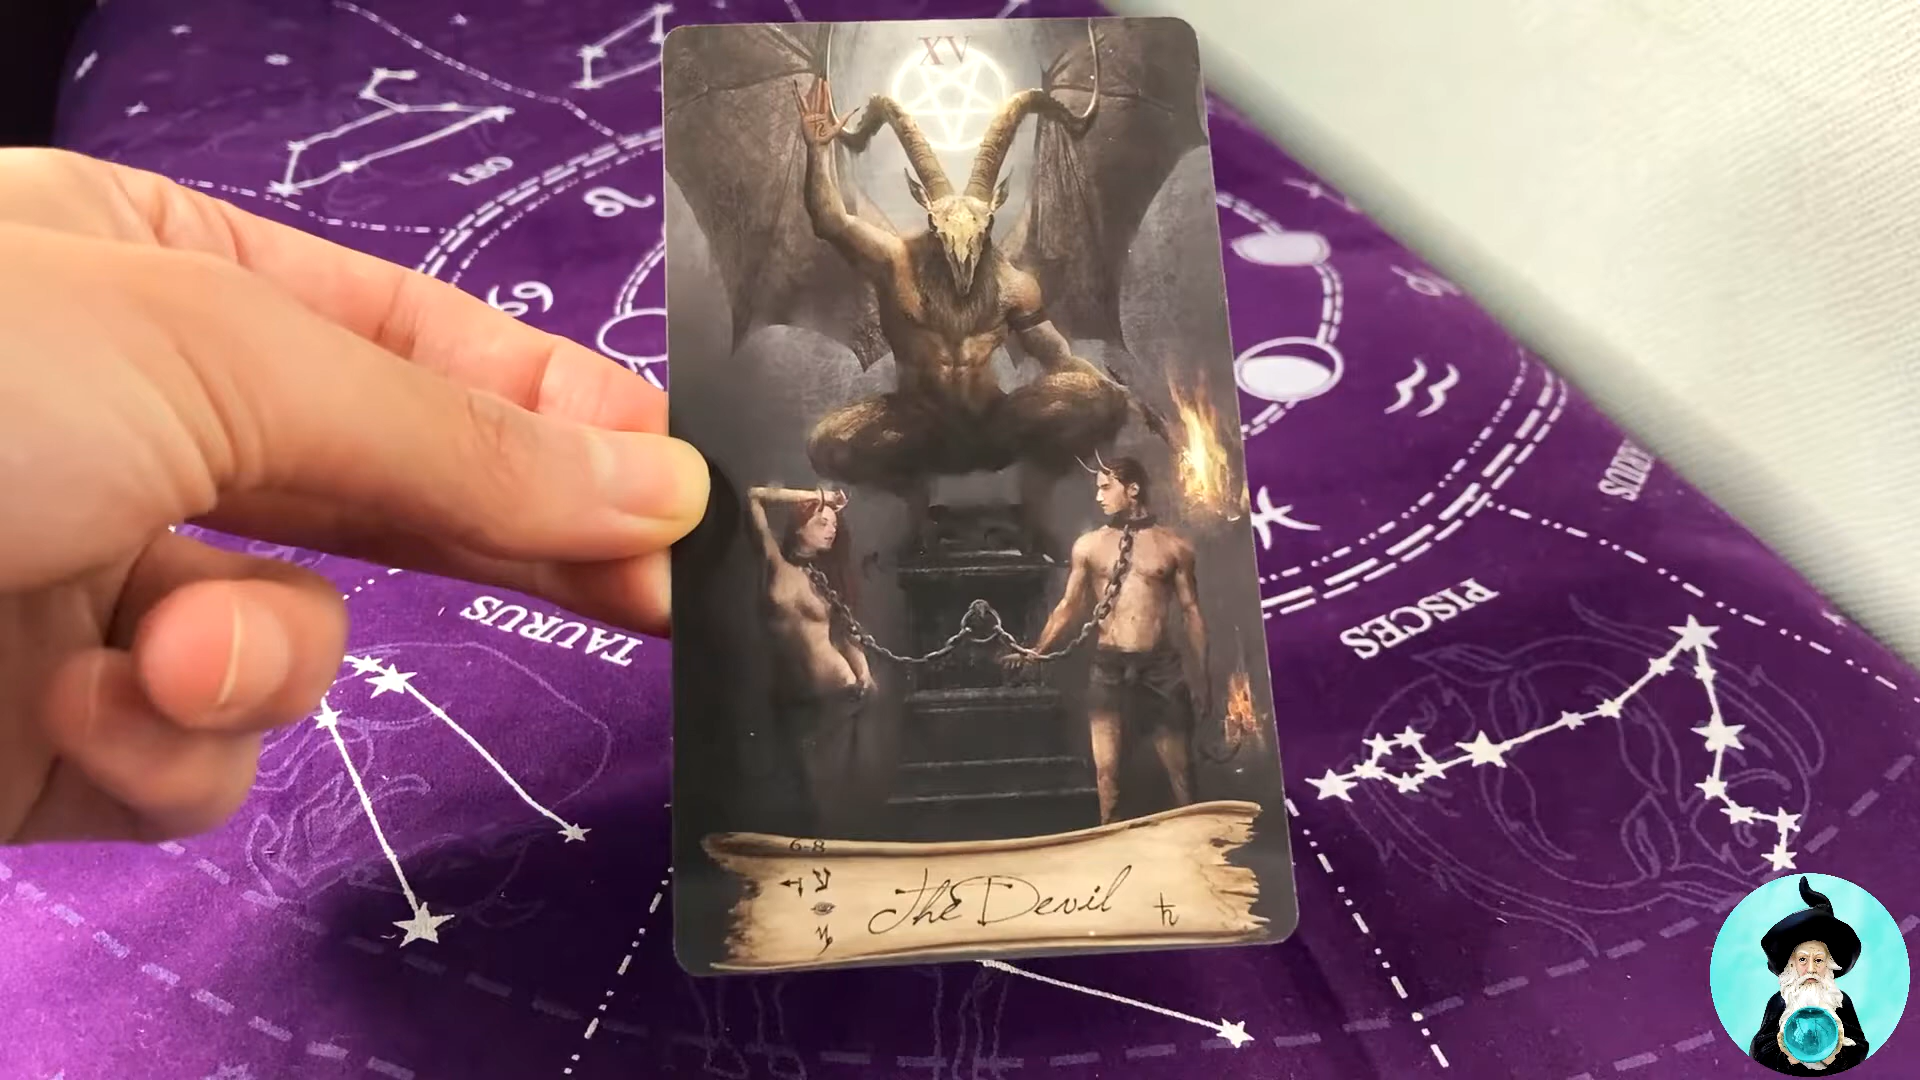 XV
LEO
TAURUS
PISCES
6-8
The Devil